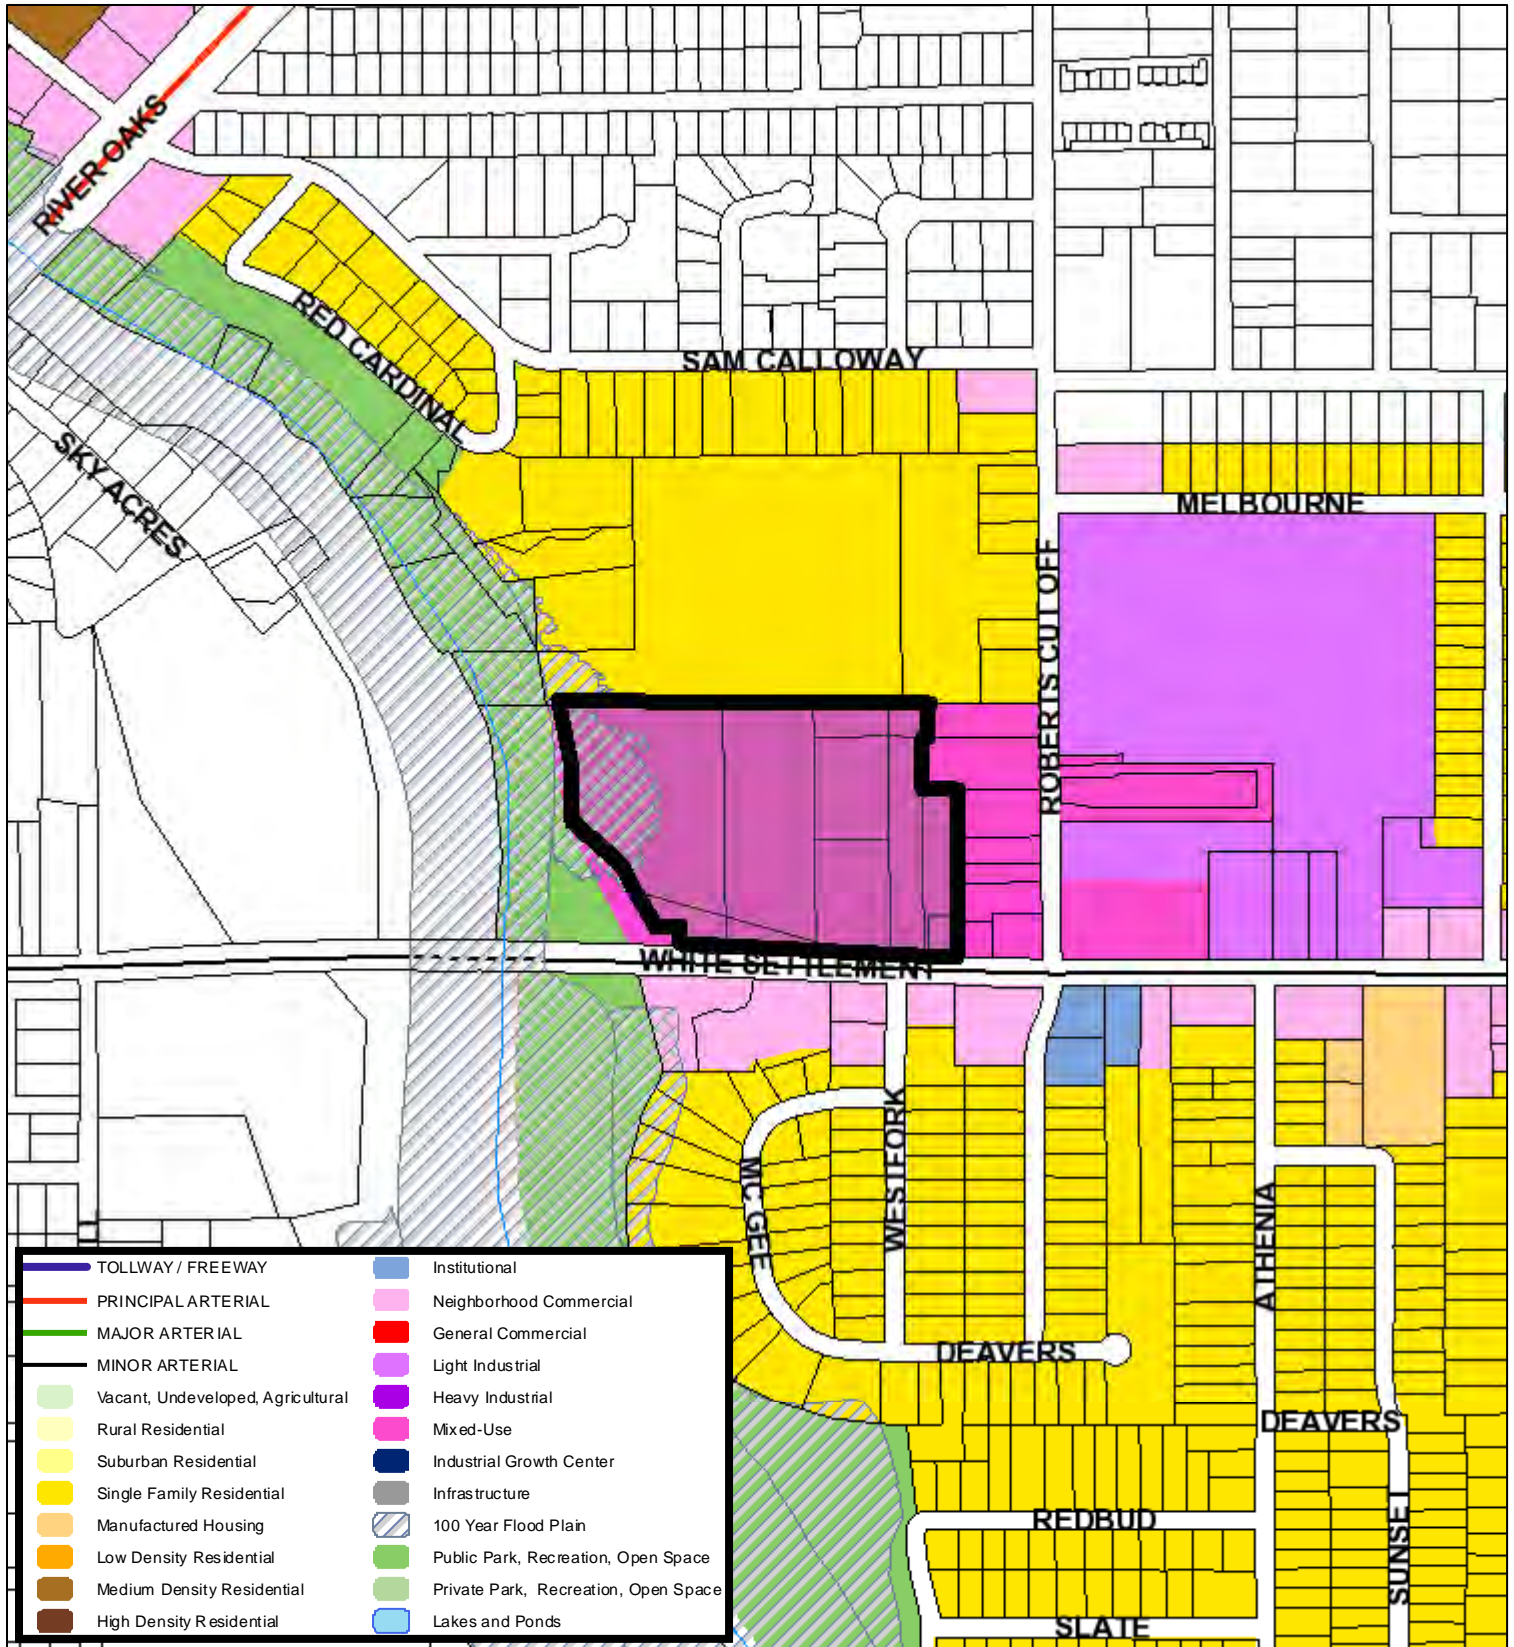 RIVER OAKS
RED CARDINAL
SAM CALLOWAY
SKY ACRES
MELBOURNE
ROBERTS CUT OFF
WHITE SETTLEMENT
WESTFORK
MC GEE
ATHENIA
DEAVERS
DEAVERS
SUNSET
REDBUD
SLATE
TOLLWAY / FREEWAY
PRINCIPAL ARTERIAL
MAJOR ARTERIAL
MINOR ARTERIAL
Vacant, Undeveloped, Agricultural
Rural Residential
Suburban Residential
Single Family Residential
Manufactured Housing
Low Density Residential
Medium Density Residential
High Density Residential
Institutional
Neighborhood Commercial
General Commercial
Light Industrial
Heavy Industrial
Mixed-Use
Industrial Growth Center
Infrastructure
100 Year Flood Plain
Public Park, Recreation, Open Space
Private Park, Recreation, Open Space
Lakes and Ponds